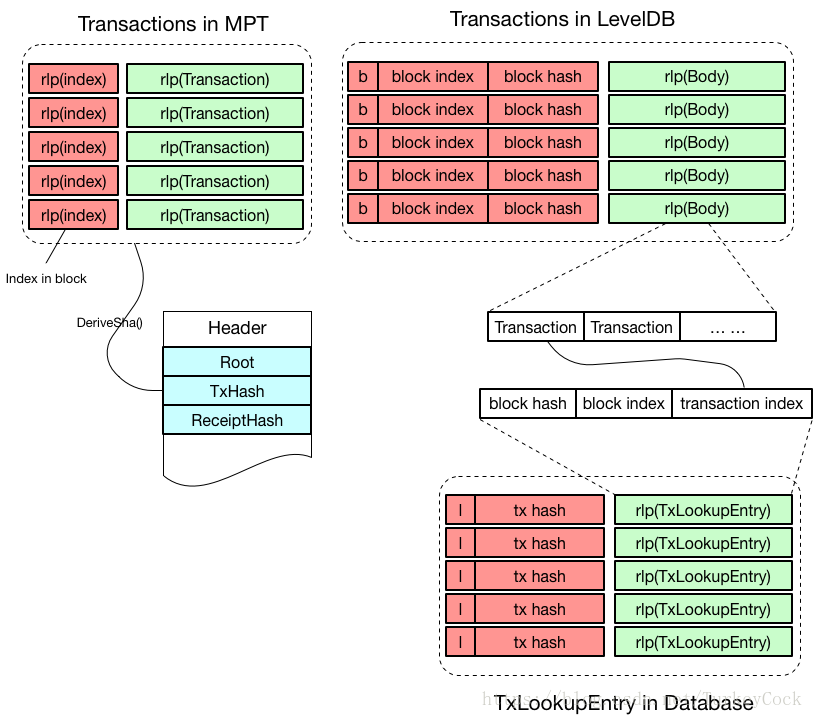 Transactions in MPT
rlp(index) rlp(Transaction)
rlp(index) rlp(Transaction)
rlp(index) rlp(Transaction)
rlp(index) rlp(Transaction)
rlp(index) rlp(Transaction)
Index in block
DeriveSha()
Header
Root
TxHash
ReceiptHash
Transactions in LevelDB
b block index block hash rlp(Body)
b block index block hash rlp(Body)
b block index block hash rlp(Body)
b block index block hash rlp(Body)
b block index block hash rlp(Body)
Transaction Transaction ... ...
block hash block index transaction index
l tx hash rlp(TxLookupEntry)
l tx hash rlp(TxLookupEntry)
l tx hash rlp(TxLookupEntry)
l tx hash rlp(TxLookupEntry)
l tx hash rlp(TxLookupEntry)
https://blog.csdn.net/TurkeyCock
TxLookupEntry in Database